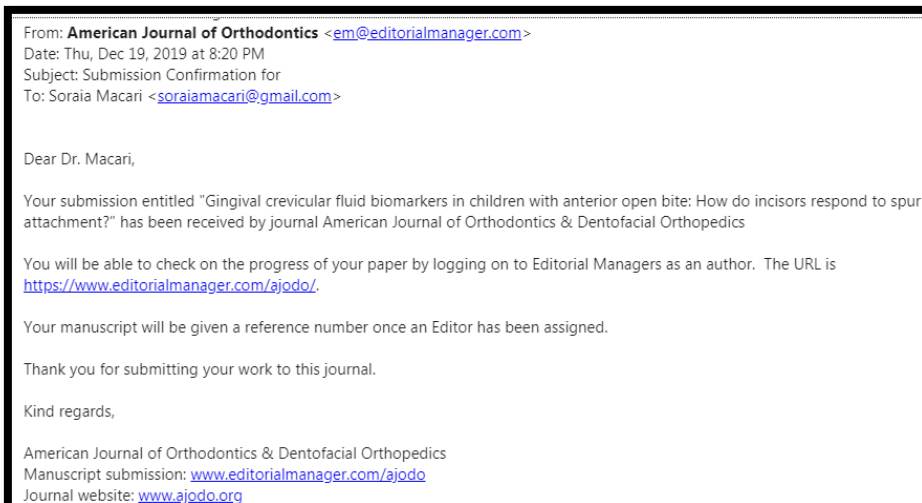 From: American Journal of Orthodontics <em@editorialmanager.com>
Date: Thu, Dec 19, 2019 at 8:20 PM
Subject: Submission Confirmation for
To: Soraia Macari <soraiamacari@gmail.com>
Dear Dr. Macari,
Your submission entitled "Gingival crevicular fluid biomarkers in children with anterior open bite: How do incisors respond to spur
attachment?" has been received by journal American Journal of Orthodontics & Dentofacial Orthopedics
You will be able to check on the progress of your paper by logging on to Editorial Managers as an author.  The URL is
https://www.editorialmanager.com/ajodo/.
Your manuscript will be given a reference number once an Editor has been assigned.
Thank you for submitting your work to this journal.
Kind regards,
American Journal of Orthodontics & Dentofacial Orthopedics
Manuscript submission: www.editorialmanager.com/ajodo
Journal website: www.ajodo.org